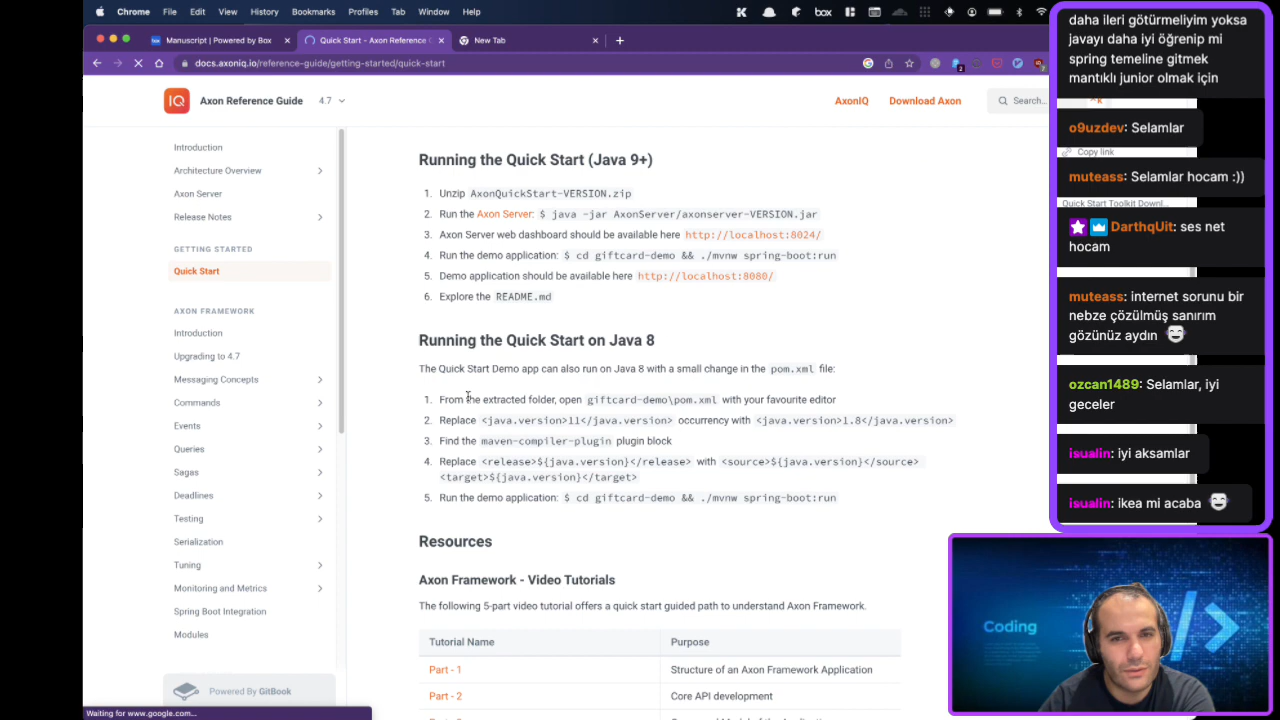 Chrome File Edit View History Bookmarks Profiles Tab Window Help
box
Manuscript | Powered by Box
Quick Start - Axon Reference
New Tab
docs.axoniq.io/reference-guide/getting-started/quick-start
IQ
Axon Reference Guide
4.7
AxonIQ
Download Axon
Search...
Introduction
Architecture Overview
Axon Server
Release Notes
GETTING STARTED
Quick Start
AXON FRAMEWORK
Introduction
Upgrading to 4.7
Messaging Concepts
Commands
Events
Queries
Sagas
Deadlines
Testing
Serialization
Tuning
Monitoring and Metrics
Spring Boot Integration
Modules
Powered By GitBook
Waiting for www.google.com...
Running the Quick Start (Java 9+)
1. Unzip AxonQuickStart-VERSION.zip
2. Run the Axon Server: $ java -jar AxonServer/axonserver-VERSION.jar
3. Axon server web dashboard should be available here http://localhost:8024/
4. Run the demo application: $ cd giftcard-demo && ./mvnw spring-boot:run
5. Demo application should be available here http://localhost:8080/
6. Explore the README.md
Running the Quick Start on Java 8
The Quick Start Demo app can also run on Java 8 with a small change in the pom.xml file:
1. From the extracted folder, open giftcard-demo\pom.xml with your favourite editor
2. Replace <java.version>11</java.version> occurrency with <java.version>1.8</java.version>
3. Find the maven-compiler-plugin plugin block
4. Replace <release>${java.version}</release> with <source>${java.version}</source>
<target>${java.version}</target>
5. Run the demo application: $ cd giftcard-demo && ./mvnw spring-boot:run
Resources
Axon Framework - Video Tutorials
The following 5-part video tutorial offers a quick start guided path to understand Axon Framework.
Tutorial Name Purpose
Part - 1 Structure of an Axon Framework Application
Part - 2 Core API development
daha ileri götürmeliyim yoksa
javayı daha iyi öğrenip mi
spring temeline gitmek
mantıklı junior olmak için
o9uzdev: Selamlar
Copy link
muteass: Selamlar hocam :))
Quick Start Toolkit Downl...
DarthqUit: ses net
hocam
muteass: internet sorunu bir
nebze çözülmüş sanırım
gözünüz aydın
ozcan1489: Selamlar, iyi
geceler
isualin: iyi aksamlar
isualin: ikea mi acaba
Coding